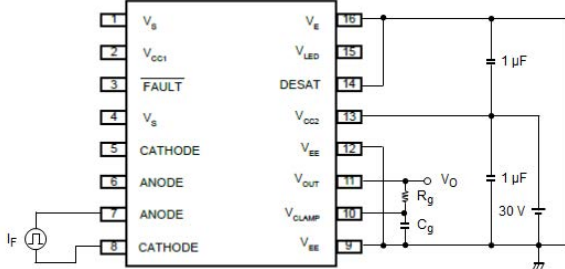 1 V_S V_E 16
2 V_CC1 V_LED 15
3 FAULT DESAT 14
4 V_S V_CC2 13
5 CATHODE V_EE 12
6 ANODE V_OUT 11
7 ANODE V_CLAMP 10
8 CATHODE V_EE 9
I_F
1 μF
V_O
R_g
1 μF
C_g
30 V